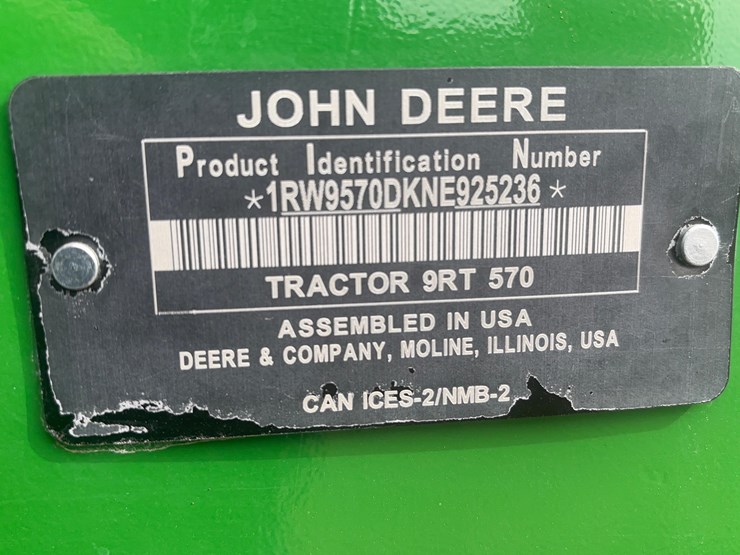 JOHN DEERE
Product Identification Number
*1RW9570DKNE925236*
TRACTOR 9RT 570
ASSEMBLED IN USA
DEERE & COMPANY, MOLINE, ILLINOIS, USA
CAN ICES-2/NMB-2